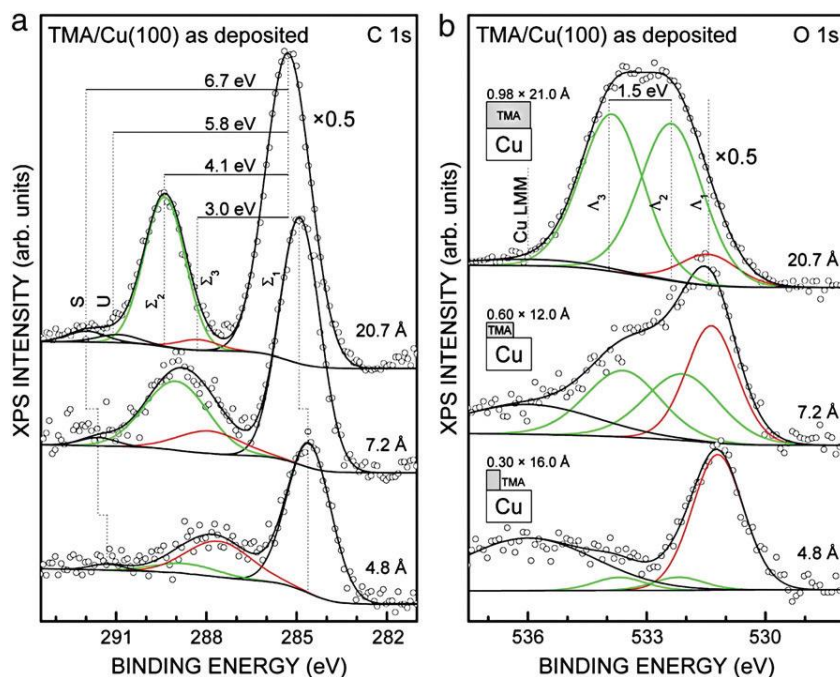 a
TMA/Cu(100) as deposited
C 1s
6.7 eV
5.8 eV
4.1 eV
3.0 eV
×0.5
S
U
Σ2
Σ3
Σ1
20.7 Å
7.2 Å
4.8 Å
XPS INTENSITY (arb. units)
291
288
285
282
BINDING ENERGY (eV)
b
TMA/Cu(100) as deposited
O 1s
0.98 × 21.0 Å
TMA
Cu
1.5 eV
×0.5
Cu LMM
Λ3
Λ2
Λ1
20.7 Å
0.60 × 12.0 Å
TMA
Cu
7.2 Å
0.30 × 16.0 Å
TMA
Cu
4.8 Å
XPS INTENSITY (arb. units)
536
533
530
BINDING ENERGY (eV)